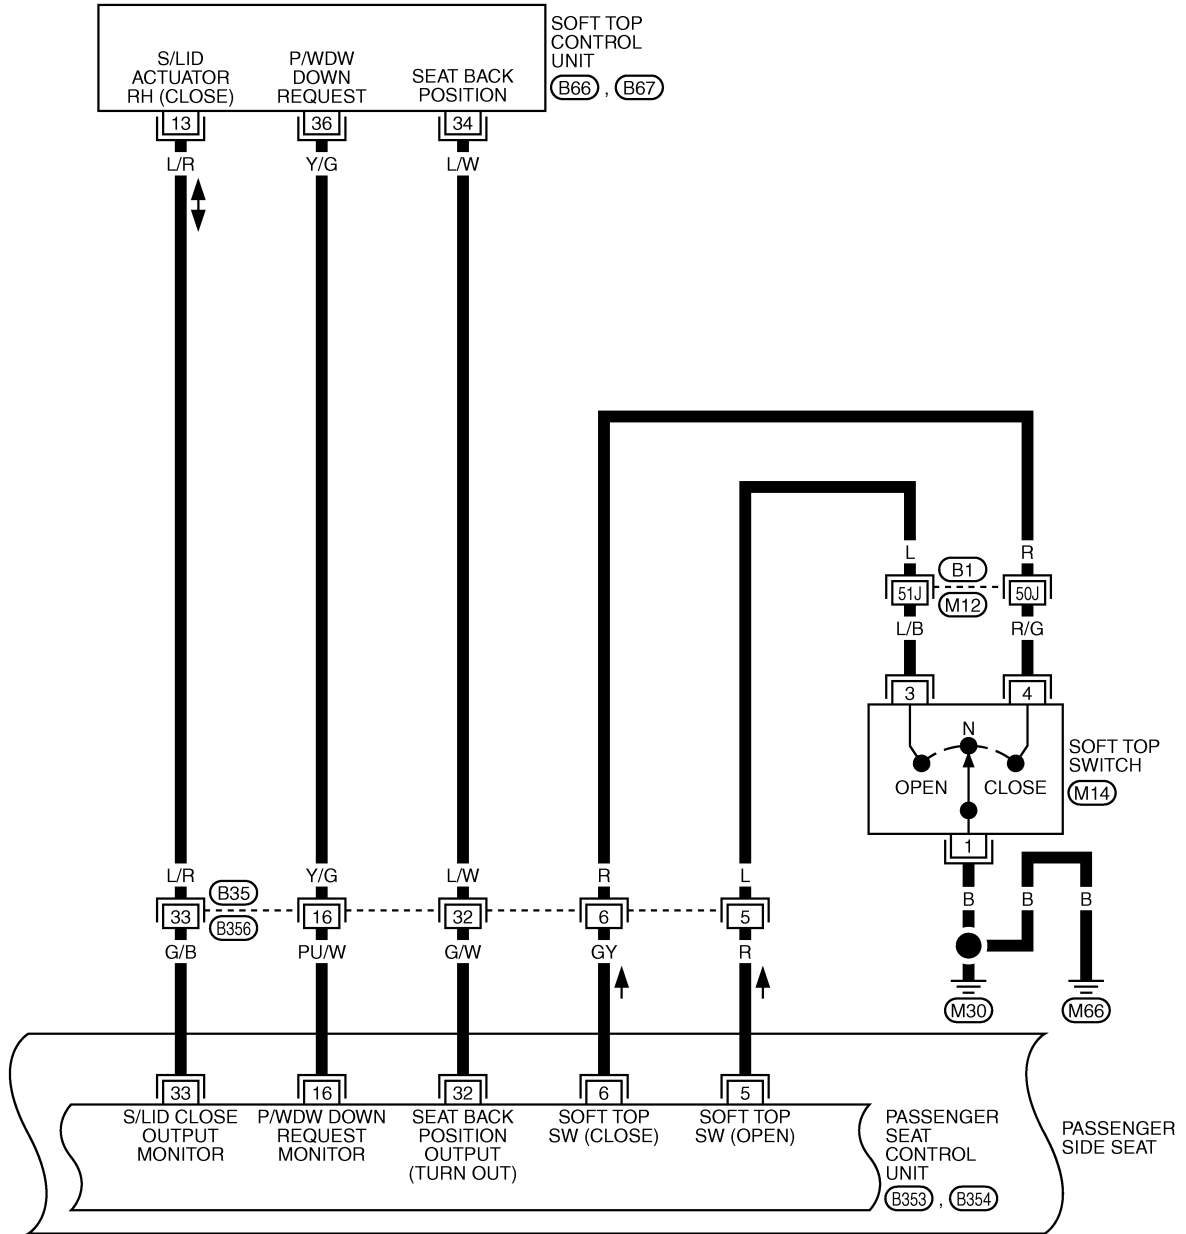 SOFT TOP
CONTROL
UNIT
B66 , B67
S/LID
ACTUATOR
RH (CLOSE)
P/WDW
DOWN
REQUEST
SEAT BACK
POSITION
13 36 34
L/R Y/G L/W
L R
B1
51J 50J
M12
L/B R/G
3 4
N
OPEN CLOSE
SOFT TOP
SWITCH
M14
1
L/R Y/G L/W R L
B35
33 16 32 6 5
B356
G/B PU/W G/W GY R
B B B
M30 M66
33 16 32 6 5
S/LID CLOSE
OUTPUT
MONITOR
P/WDW DOWN
REQUEST
MONITOR
SEAT BACK
POSITION
OUTPUT
(TURN OUT)
SOFT TOP
SW (CLOSE)
SOFT TOP
SW (OPEN)
PASSENGER
SEAT
CONTROL
UNIT
B353 , B354
PASSENGER
SIDE SEAT